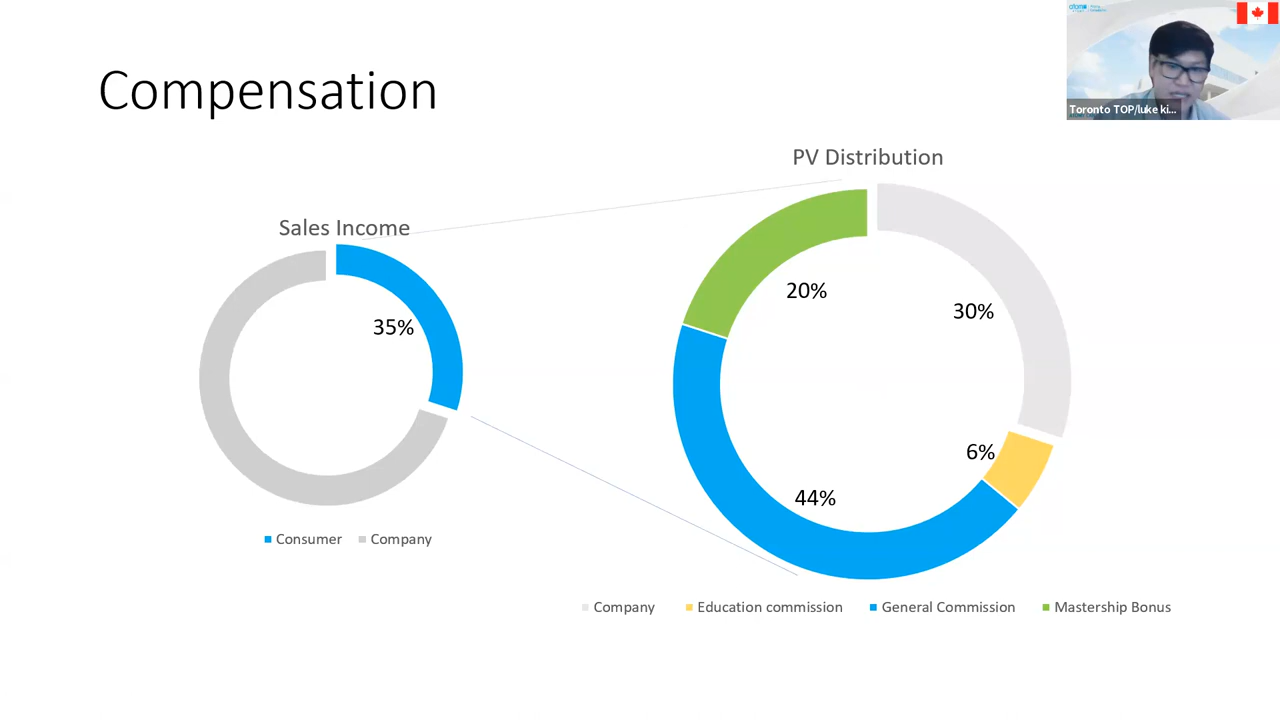 Compensation
Toronto TOP/luke ki...
PV Distribution
Sales Income
20%
30%
35%
6%
44%
Consumer
Company
Company
Education commission
General Commission
Mastership Bonus